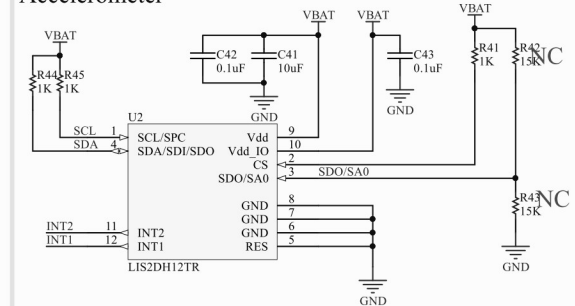 Accelerometer
VBAT
VBAT
VBAT
VBAT
C42
0.1uF
C41
10uF
C43
0.1uF
R41
1K
R42
15K
NC
R44
1K
R45
1K
GND
GND
U2
SCL 1 SCL/SPC
SDA 4 SDA/SDI/SDO
Vdd 9
Vdd_IO 10
CS 2
SDO/SA0 3 SDO/SA0
GND 8
GND 7
GND 6
RES 5
INT2 11 INT2
INT1 12 INT1
R43
15K
NC
LIS2DH12TR
GND
GND